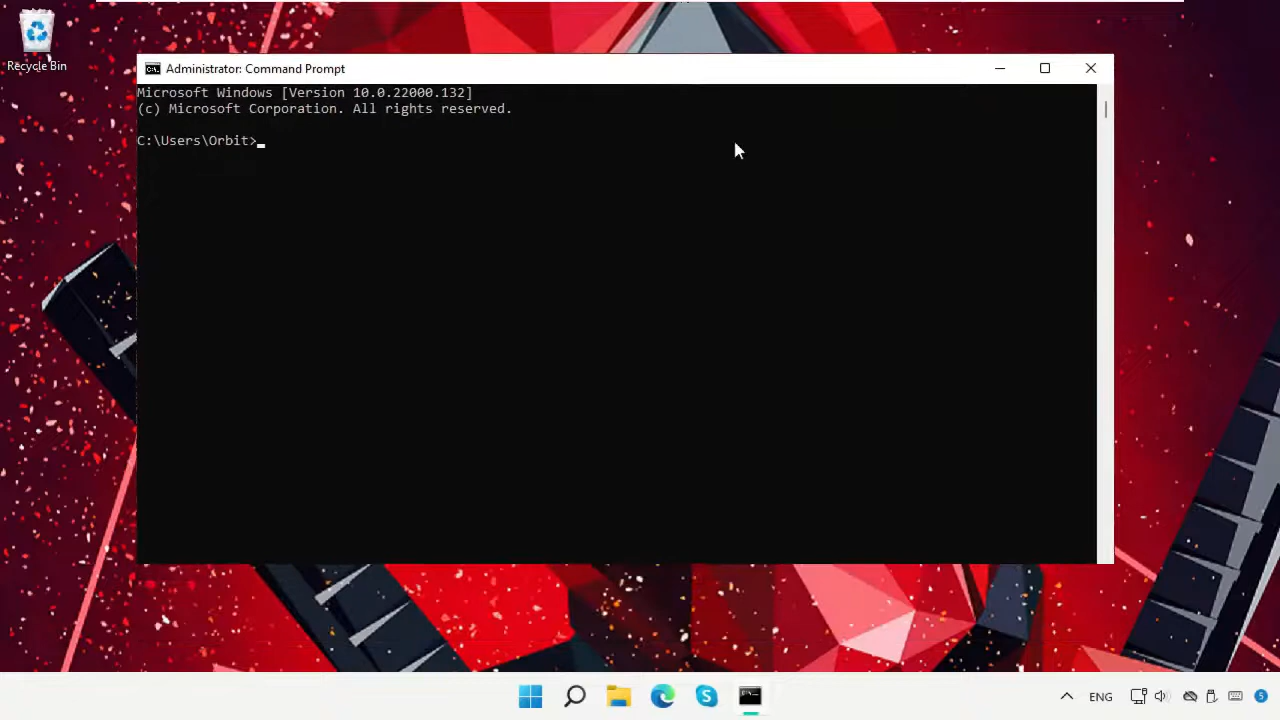 Recycle Bin
Administrator: Command Prompt
Microsoft Windows [Version 10.0.22000.132]
(c) Microsoft Corporation. All rights reserved.
C:\Users\Orbit>
ENG
5